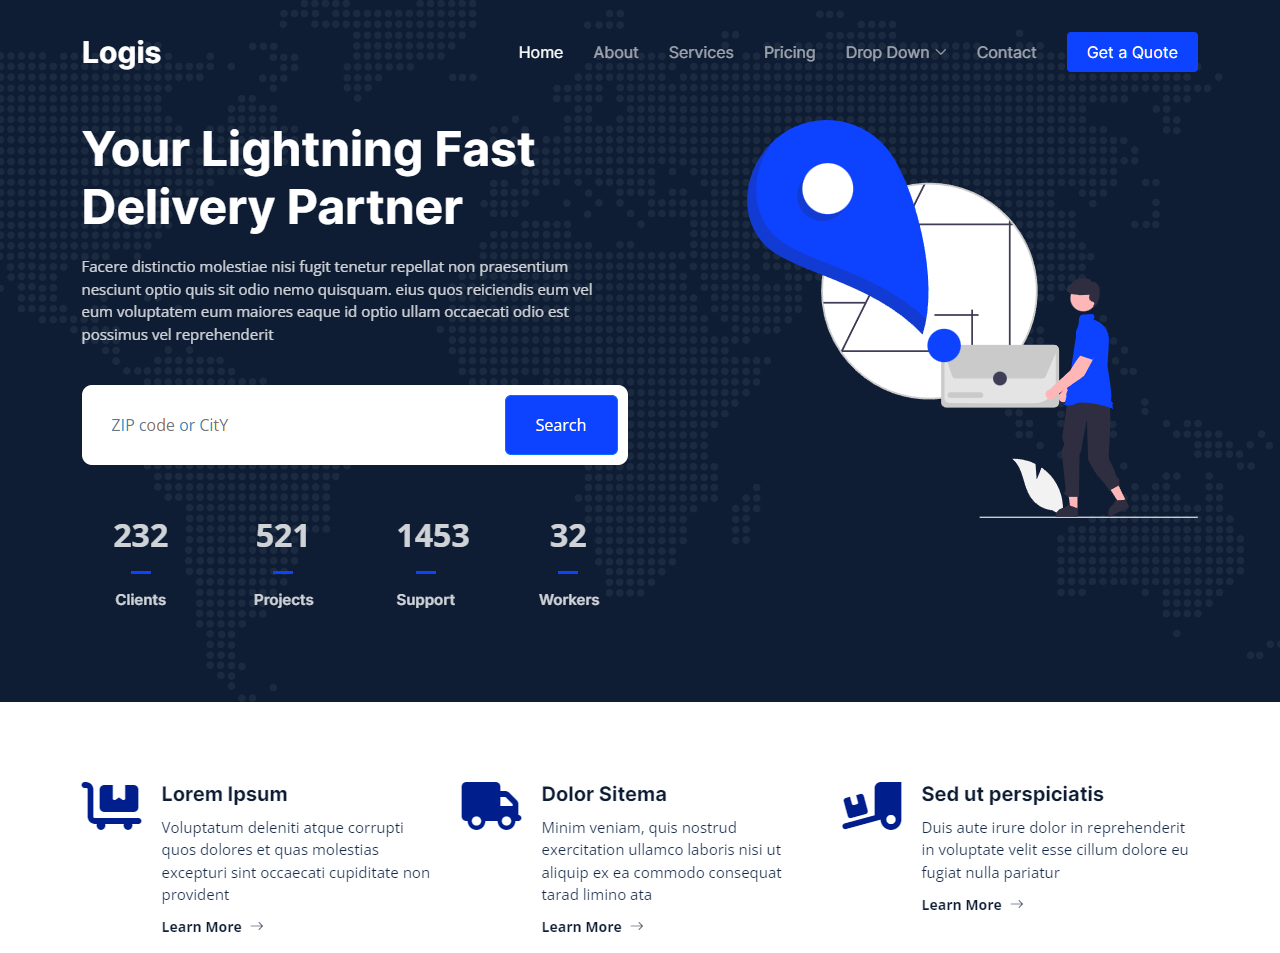 Logis
Home About Services Pricing Drop Down Contact Get a Quote
Your Lightning Fast
Delivery Partner
Facere distinctio molestiae nisi fugit tenetur repellat non praesentium
nesciunt optio quis sit odio nemo quisquam. eius quos reiciendis eum vel
eum voluptatem eum maiores eaque id optio ullam occaecati odio est
possimus vel reprehenderit
ZIP code or CitY
Search
232 521 1453 32
Clients Projects Support Workers
Lorem Ipsum
Voluptatum deleniti atque corrupti
quos dolores et quas molestias
excepturi sint occaecati cupiditate non
provident
Learn More
Dolor Sitema
Minim veniam, quis nostrud
exercitation ullamco laboris nisi ut
aliquip ex ea commodo consequat
tarad limino ata
Learn More
Sed ut perspiciatis
Duis aute irure dolor in reprehenderit
in voluptate velit esse cillum dolore eu
fugiat nulla pariatur
Learn More